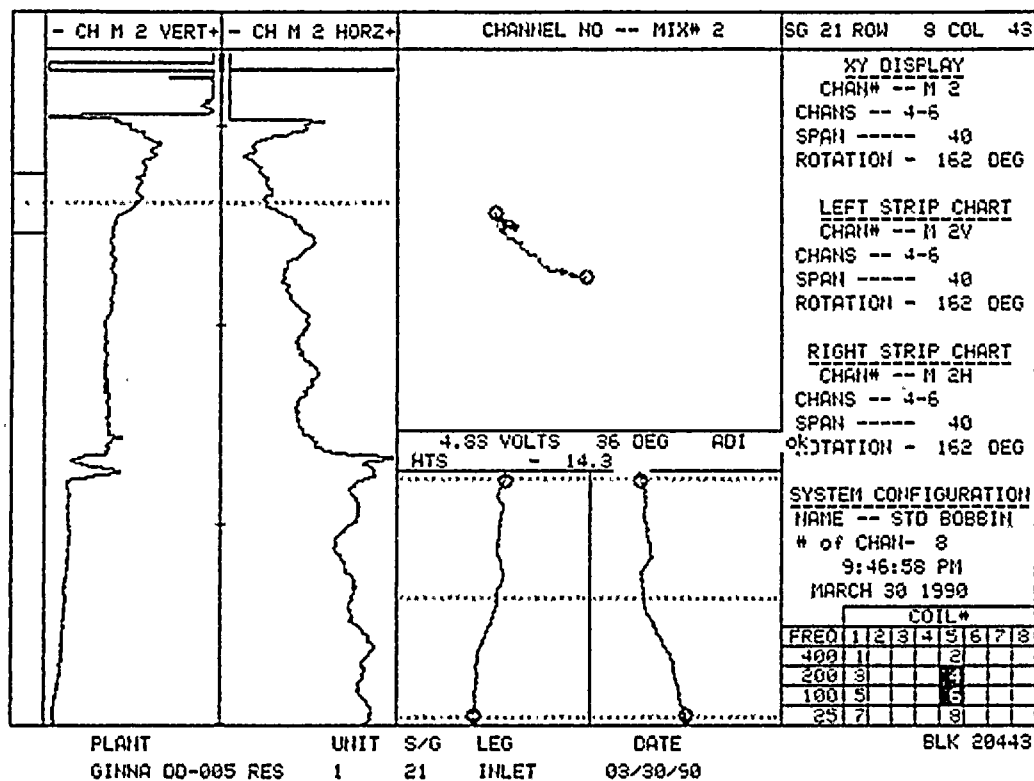 - CH M 2 VERT+ - CH M 2 HORZ+ CHANNEL NO -- MIX# 2 SG 21 ROW 8 COL 43
XY DISPLAY
CHAN# -- M 2
CHANS -- 4-6
SPAN ----- 40
ROTATION - 162 DEG
LEFT STRIP CHART
CHAN# -- M 2V
CHANS -- 4-6
SPAN ----- 40
ROTATION - 162 DEG
RIGHT STRIP CHART
CHAN# -- M 2H
CHANS -- 4-6
SPAN ----- 40
ROTATION - 162 DEG
4.83 VOLTS 36 DEG ADI ok
HTS - 14.3
SYSTEM CONFIGURATION
NAME -- STD BOBBIN
# of CHAN- 8
9:46:58 PM
MARCH 30 1990
COIL#
FREQ 1 2 3 4 5 6 7 8
400 1 2
200 3 4
100 5 6
25 7 8
PLANT UNIT S/G LEG DATE BLK 20443
GINNA OD-005 RES 1 21 INLET 03/30/90